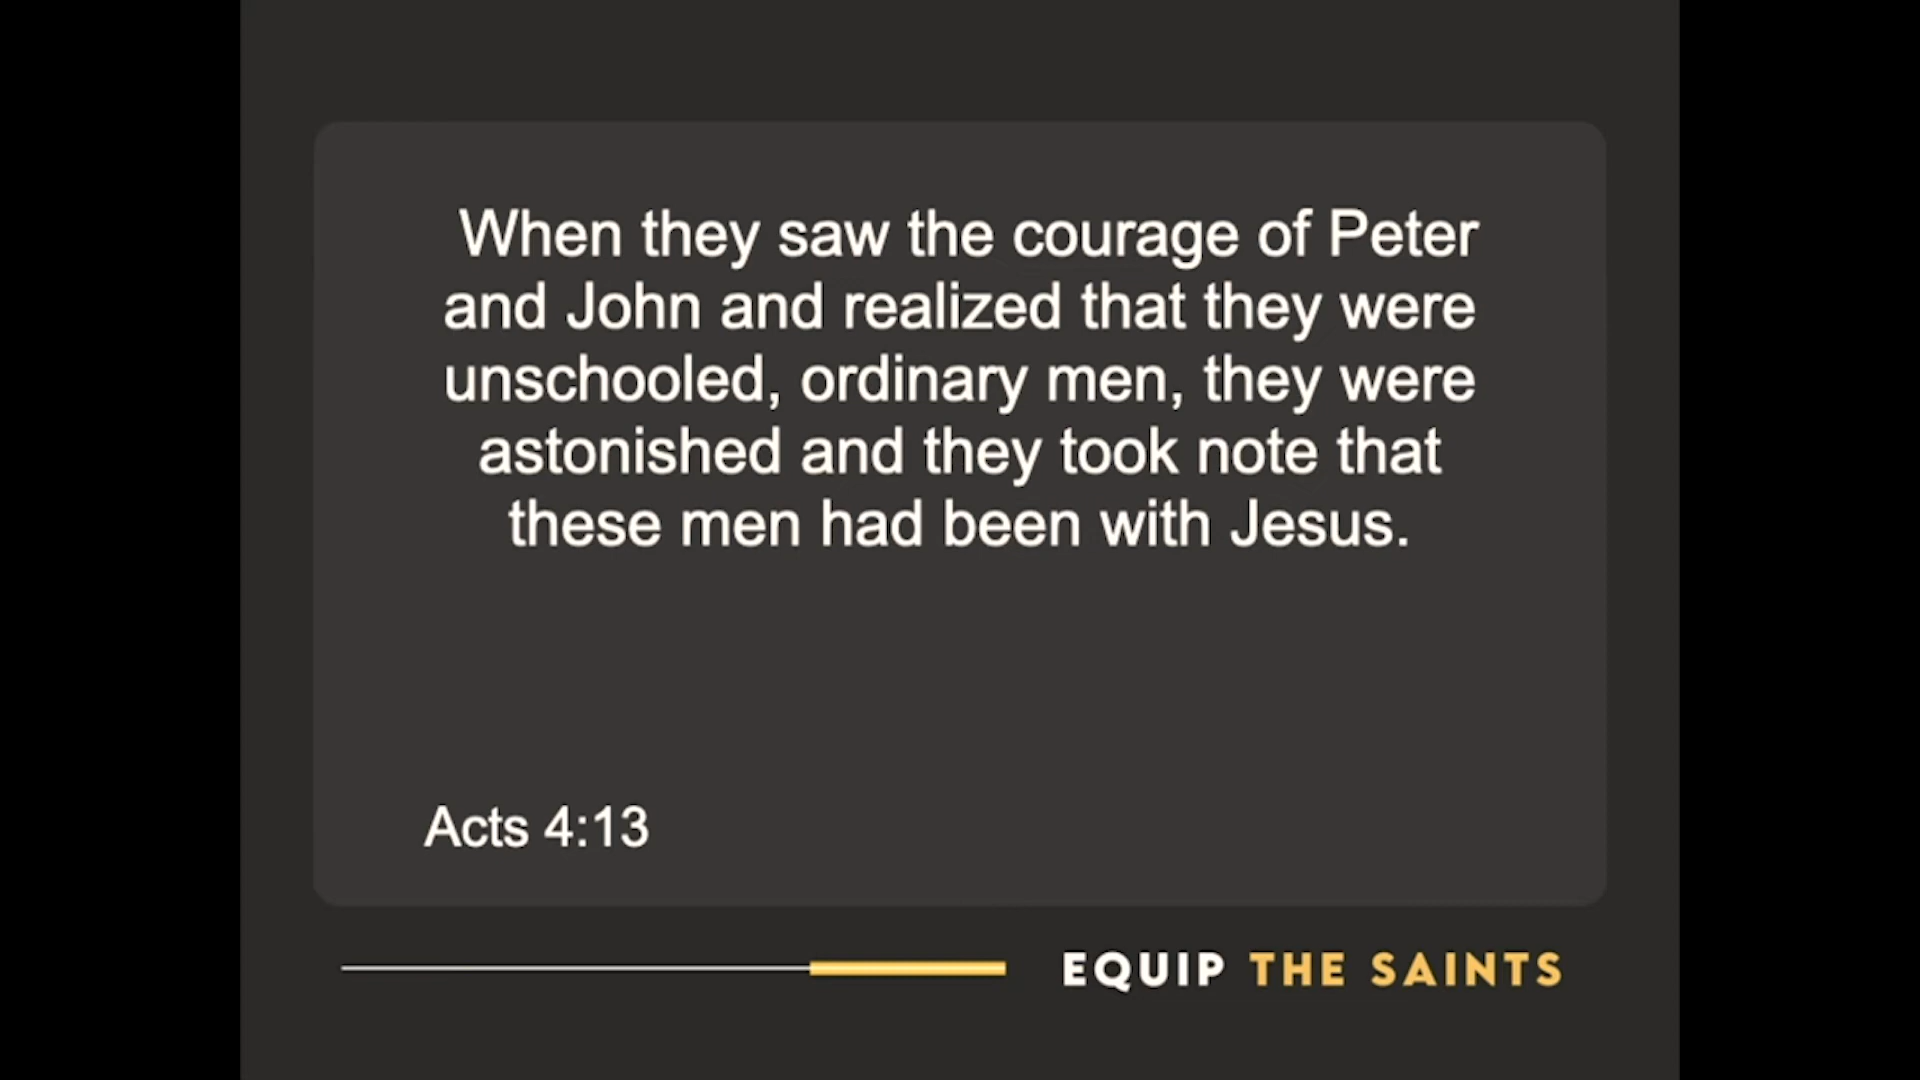 When they saw the courage of Peter
and John and realized that they were
unschooled, ordinary men, they were
astonished and they took note that
these men had been with Jesus.
Acts 4:13
EQUIP THE SAINTS